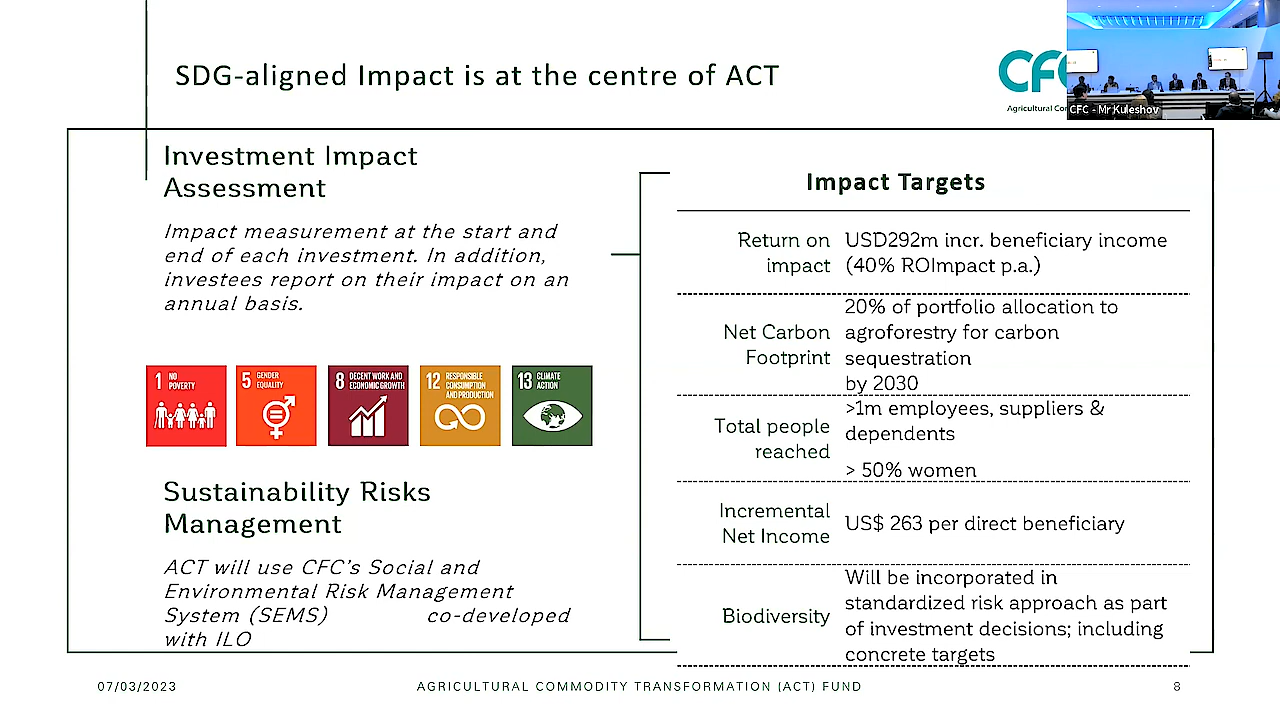 SDG-aligned Impact is at the centre of ACT
CFC
Agricultural Co
CFC - Mr Kuleshov
Investment Impact
Assessment
Impact measurement at the start and
end of each investment. In addition,
investees report on their impact on an
annual basis.
1 NO
POVERTY
5 GENDER
EQUALITY
8 DECENT WORK AND
ECONOMIC GROWTH
12 RESPONSIBLE
CONSUMPTION
AND PRODUCTION
13 CLIMATE
ACTION
Sustainability Risks
Management
ACT will use CFC's Social and
Environmental Risk Management
System (SEMS) co-developed
with ILO
Impact Targets
Return on
impact
USD292m incr. beneficiary income
(40% ROImpact p.a.)
Net Carbon
Footprint
20% of portfolio allocation to
agroforestry for carbon
sequestration
by 2030
Total people
reached
>1m employees, suppliers &
dependents
> 50% women
Incremental
Net Income
US$ 263 per direct beneficiary
Biodiversity
Will be incorporated in
standardized risk approach as part
of investment decisions; including
concrete targets
07/03/2023
AGRICULTURAL COMMODITY TRANSFORMATION (ACT) FUND
8